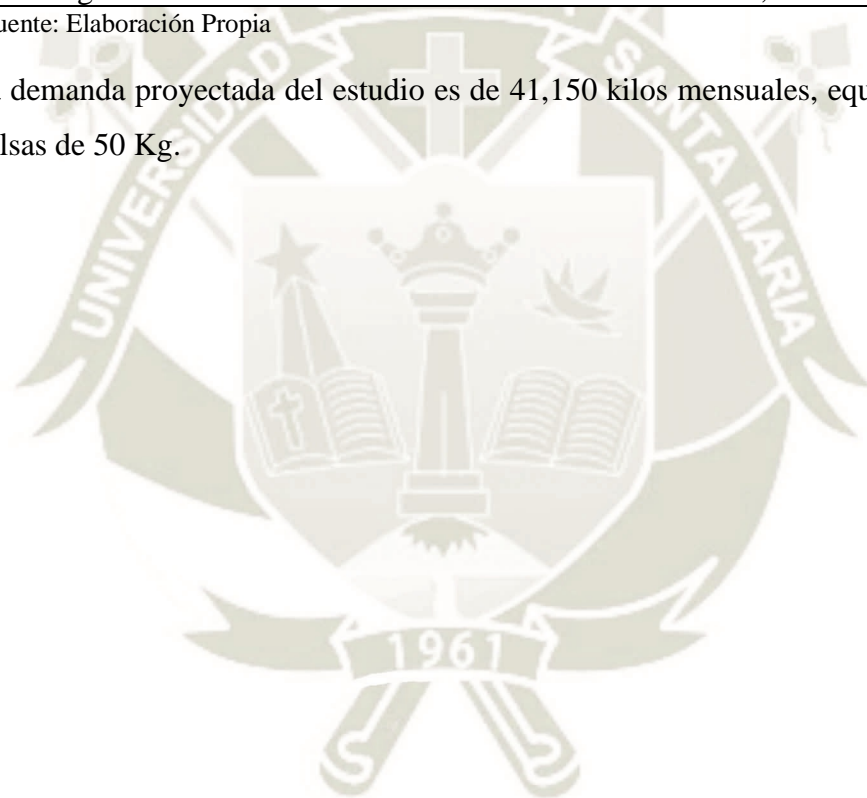 uente: Elaboración Propia
demanda proyectada del estudio es de 41,150 kilos mensuales, equ
lsas de 50 Kg.
UNIVERSIDAD
SANTA MARIA
1961